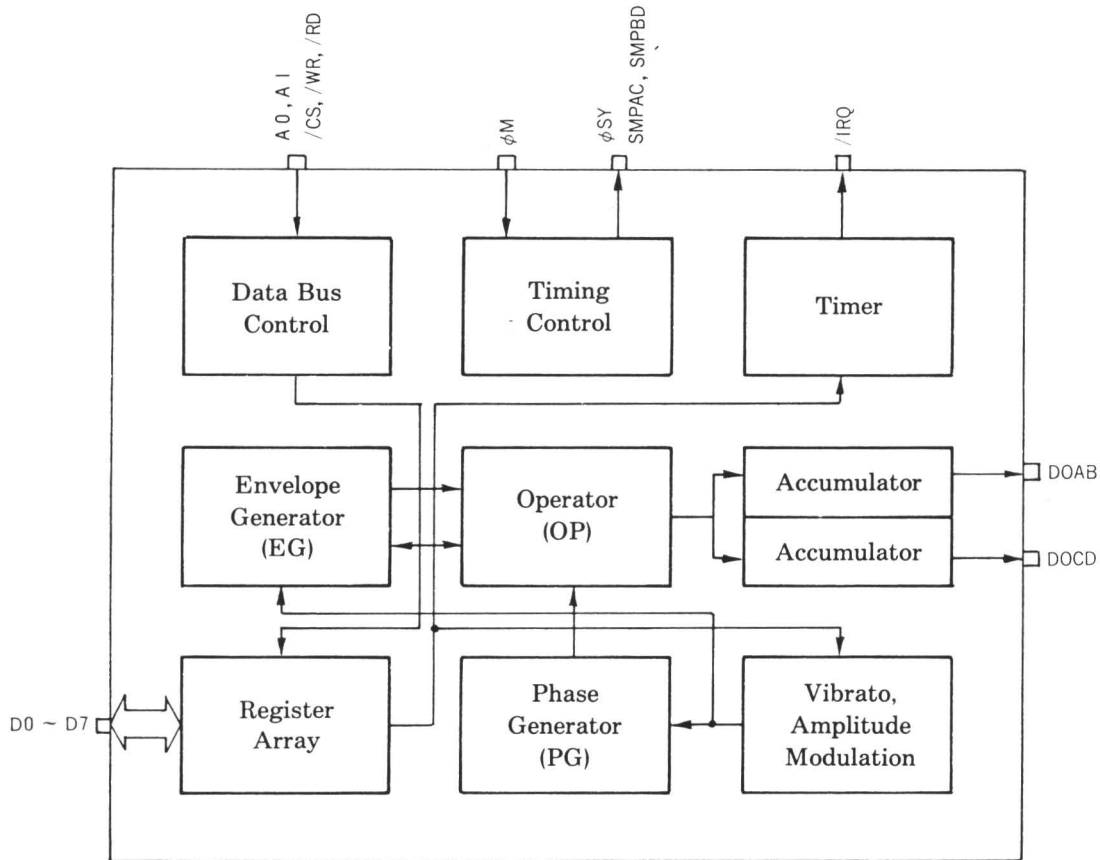 A0, A1
/CS, /WR, /RD
φM
φSY
SMPAC, SMPBD
/IRQ
Data Bus
Control
Timing
Control
Timer
Envelope
Generator
(EG)
Operator
(OP)
Accumulator
Accumulator
DOAB
DOCD
D0 ~ D7
Register
Array
Phase
Generator
(PG)
Vibrato,
Amplitude
Modulation